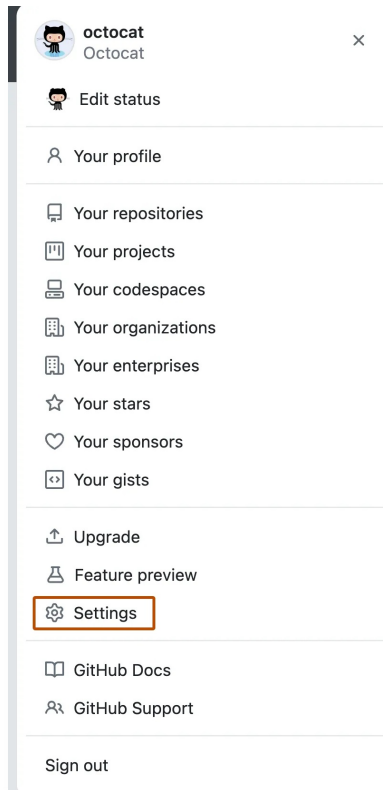 octocat
Octocat
Edit status
Your profile
Your repositories
Your projects
Your codespaces
Your organizations
Your enterprises
Your stars
Your sponsors
Your gists
Upgrade
Feature preview
Settings
GitHub Docs
GitHub Support
Sign out